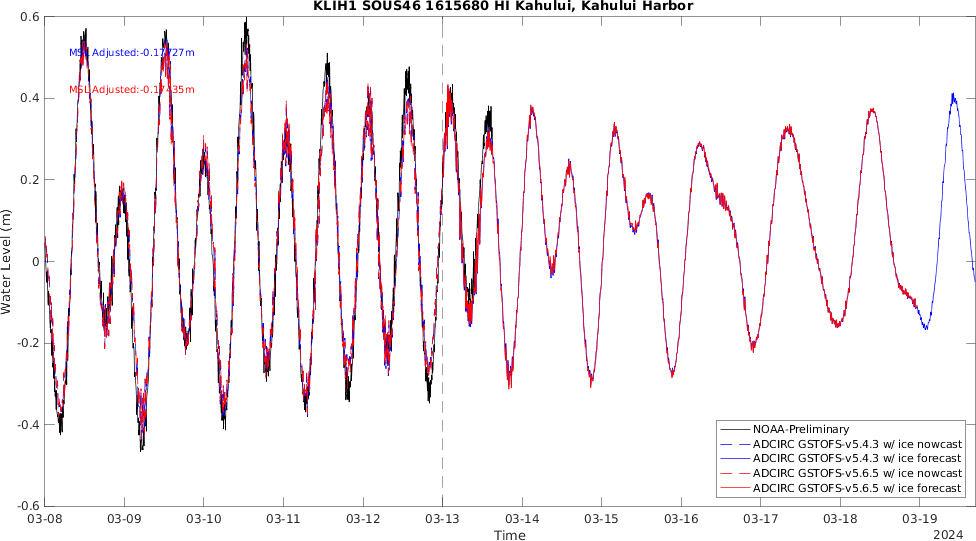 KLIH1 SOUS46 1615680 HI Kahului, Kahului Harbor
0.6
0.4
0.2
0
-0.2
-0.4
-0.6
Water Level (m)
MSL Adjusted:-0.17727m
MSL Adjusted:-0.17435m
NOAA-Preliminary
ADCIRC GSTOFS-v5.4.3 w/ ice nowcast
ADCIRC GSTOFS-v5.4.3 w/ ice forecast
ADCIRC GSTOFS-v5.6.5 w/ ice nowcast
ADCIRC GSTOFS-v5.6.5 w/ ice forecast
03-08 03-09 03-10 03-11 03-12 03-13 03-14 03-15 03-16 03-17 03-18 03-19
Time
2024